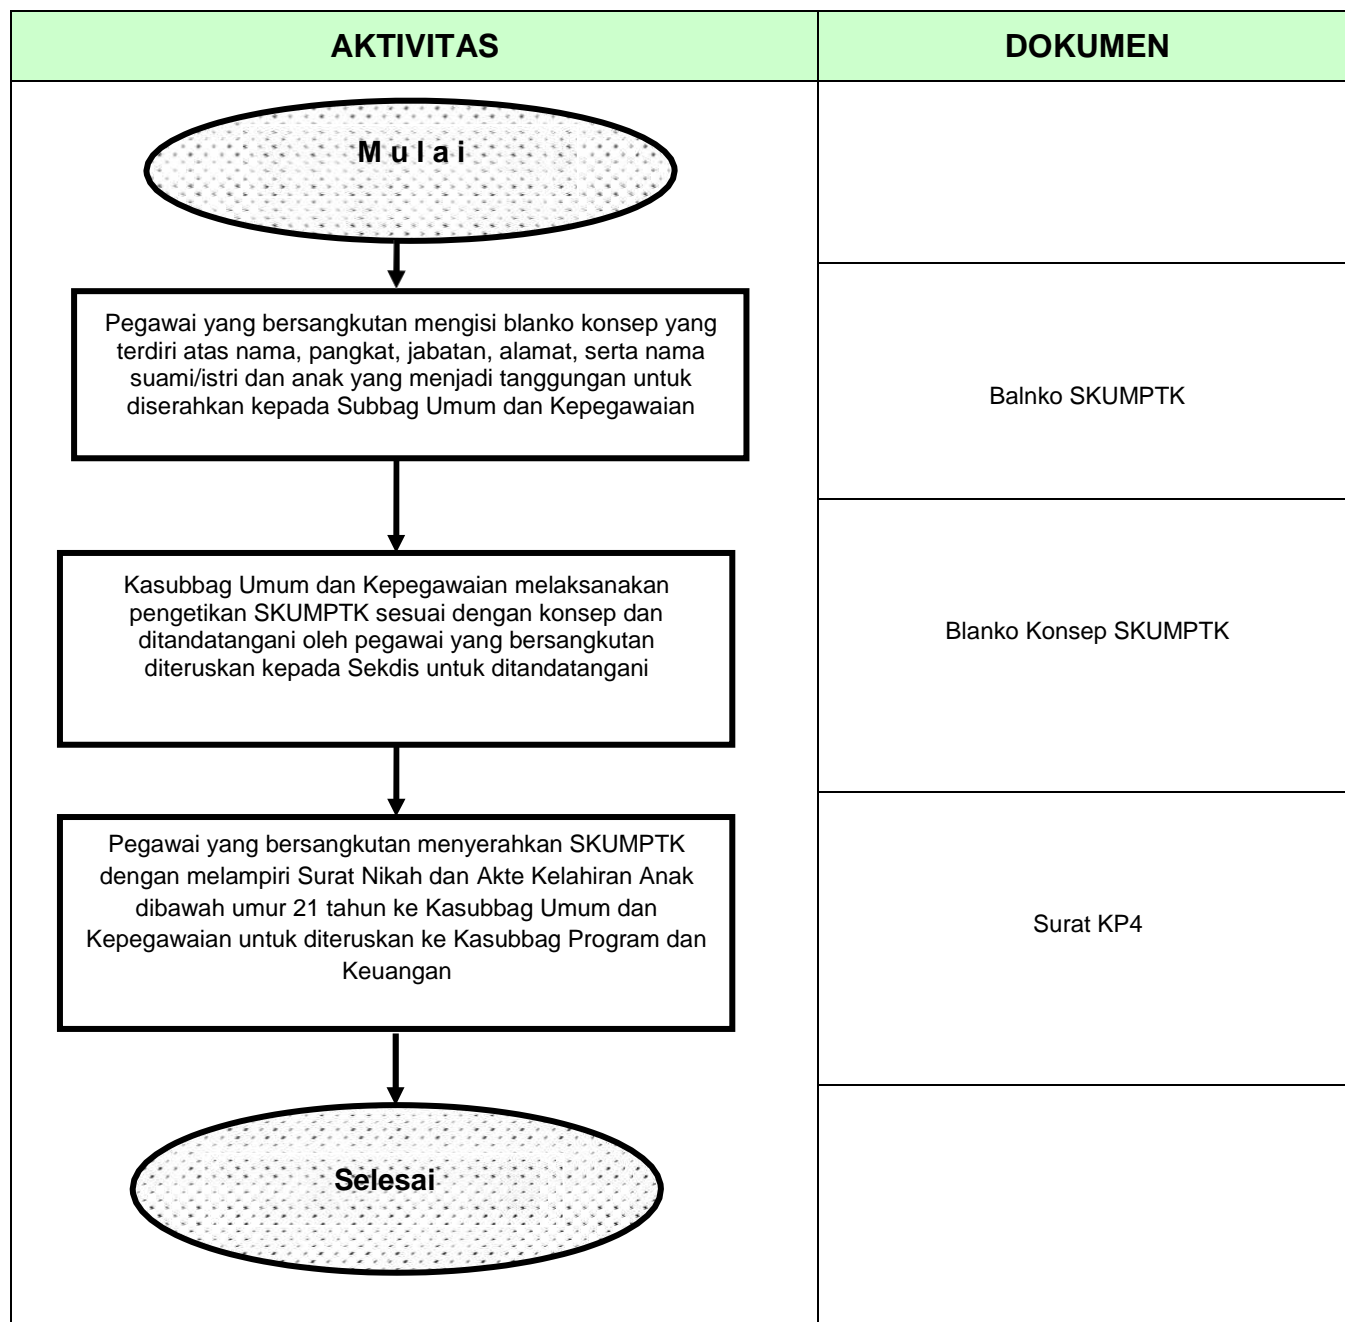 AKTIVITAS
DOKUMEN
M u l a i
Pegawai yang bersangkutan mengisi blanko konsep yang
terdiri atas nama, pangkat, jabatan, alamat, serta nama
suami/istri dan anak yang menjadi tanggungan untuk
diserahkan kepada Subbag Umum dan Kepegawaian
Balnko SKUMPTK
Kasubbag Umum dan Kepegawaian melaksanakan
pengetikan SKUMPTK sesuai dengan konsep dan
ditandatangani oleh pegawai yang bersangkutan
diteruskan kepada Sekdis untuk ditandatangani
Blanko Konsep SKUMPTK
Pegawai yang bersangkutan menyerahkan SKUMPTK
dengan melampiri Surat Nikah dan Akte Kelahiran Anak
dibawah umur 21 tahun ke Kasubbag Umum dan
Kepegawaian untuk diteruskan ke Kasubbag Program dan
Keuangan
Surat KP4
Selesai